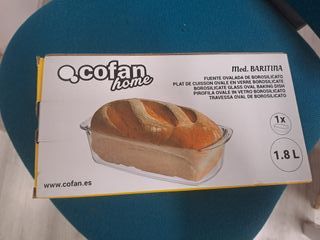 cofan
home
Mod. BARITINA
FUENTE OVALADA DE BOROSILICATO
PLAT DE CUISSON OVALE EN VERRE BOROSILICATE
BOROSILICATE GLASS OVAL BAKING DISH
PIROFILA OVALE IN VETRO BOROSILICATO
TRAVESSA OVAL DE BOROSILICATO
1x
1.8 L
www.cofan.es